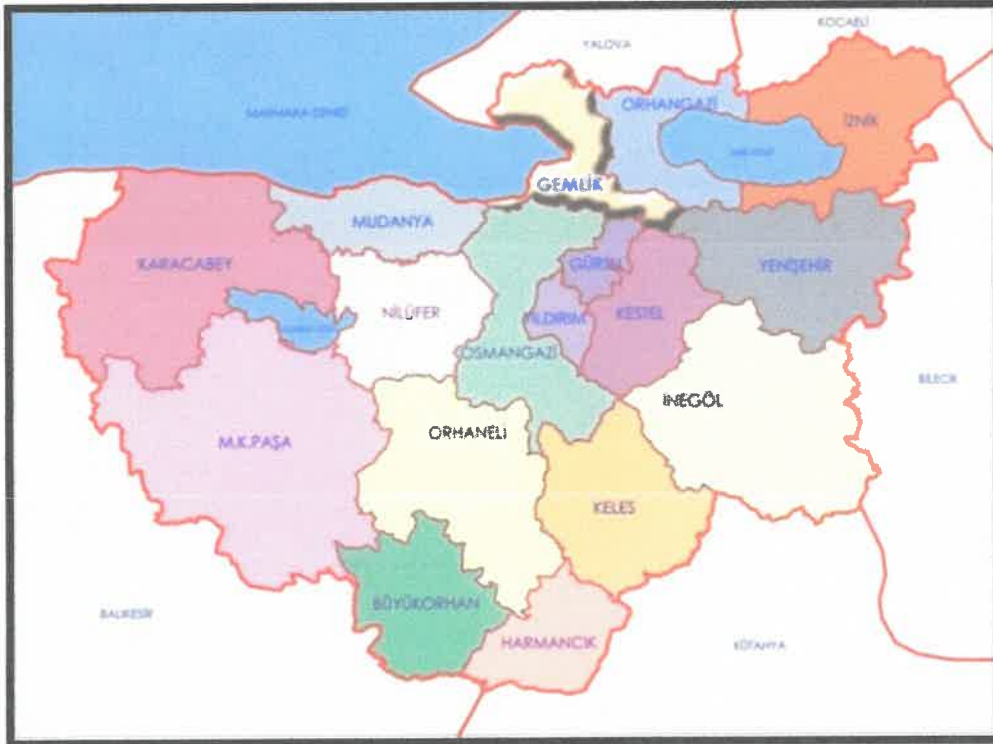 KOCAELİ
YALOVA
MARMARA DENİZİ
ORHANGAZİ
İZNİK
GEMLİK
MUDANYA
KARACABEY
GÜRSU
YENİŞEHİR
NİLÜFER
YILDIRIM
KESTEL
OSMANGAZİ
BİLECİK
İNEGÖL
ORHANELİ
M.K.PAŞA
KELES
BÜYÜKORHAN
BALIKESİR
HARMANCIK
KÜTAHYA